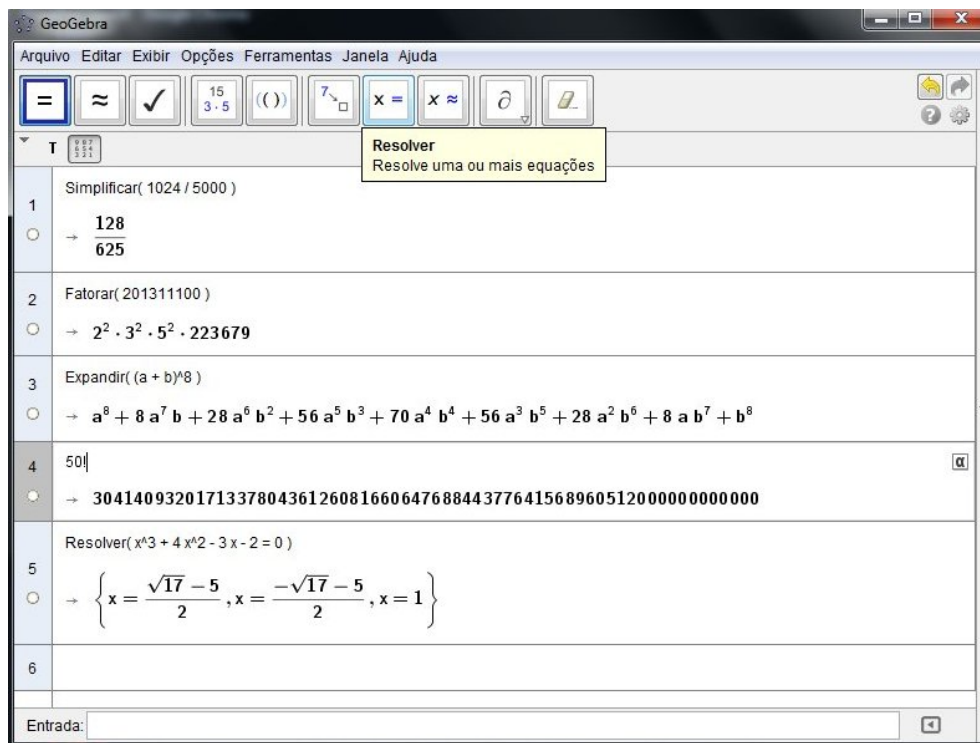 GeoGebra
Arquivo Editar Exibir Opções Ferramentas Janela Ajuda
= ≈ ✓ 15 3·5 (( )) 7 x = x ≈ ∂
T
Resolver
Resolve uma ou mais equações
1
Simplificar( 1024 / 5000 )
→ 128/625
2
Fatorar( 201311100 )
→ 2² · 3² · 5² · 223679
3
Expandir( (a + b)^8 )
→ a⁸ + 8 a⁷ b + 28 a⁶ b² + 56 a⁵ b³ + 70 a⁴ b⁴ + 56 a³ b⁵ + 28 a² b⁶ + 8 a b⁷ + b⁸
4
50!
α
→ 30414093201713378043612608166064768844377641568960512000000000000
5
Resolver( x^3 + 4 x^2 - 3 x - 2 = 0 )
→ {x = (√17 − 5)/2 , x = (−√17 − 5)/2 , x = 1}
6
Entrada: